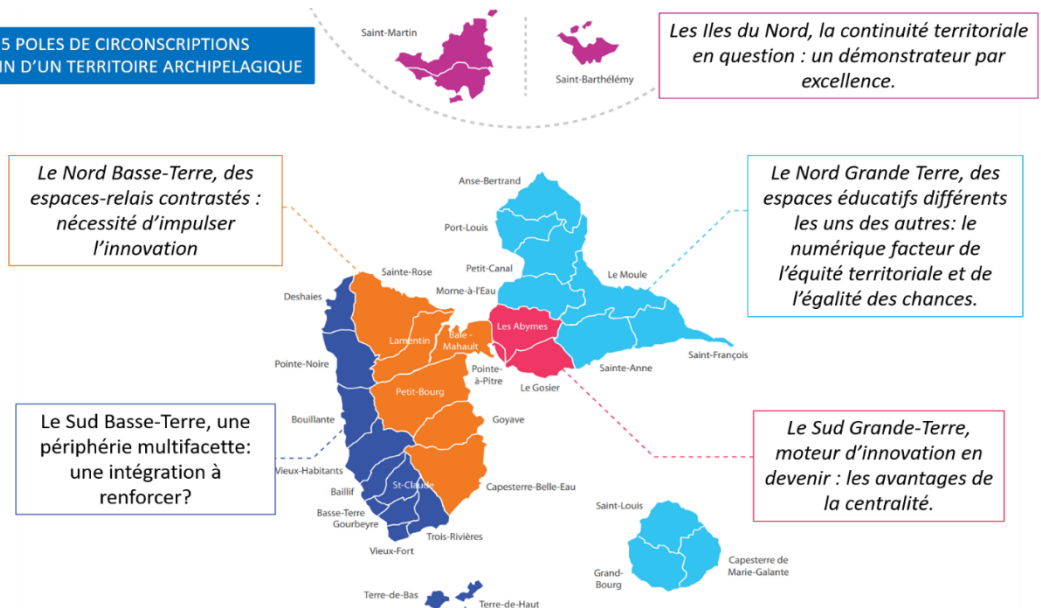 5 POLES DE CIRCONSCRIPTIONS
IN D'UN TERRITOIRE ARCHIPELAGIQUE
Saint-Martin
Saint-Barthélémy
Les Iles du Nord, la continuité territoriale
en question : un démonstrateur par
excellence.
Le Nord Basse-Terre, des
espaces-relais contrastés :
nécessité d'impulser
l'innovation
Le Nord Grande Terre, des
espaces éducatifs différents
les uns des autres: le
numérique facteur de
l'équité territoriale et de
l'égalité des chances.
Anse-Bertrand
Port-Louis
Petit-Canal
Le Moule
Morne-à-l'Eau
Sainte-Rose
Deshaies
Les Abymes
Lamentin
Baie -
Mahault
Saint-François
Pointe-Noire
Pointe-
à-Pitre
Sainte-Anne
Le Gosier
Petit-Bourg
Bouillante
Goyave
Le Sud Basse-Terre, une
périphérie multifacette:
une intégration à
renforcer?
Le Sud Grande-Terre,
moteur d'innovation en
devenir : les avantages de
la centralité.
Vieux-Habitants
St-Claude
Capesterre-Belle-Eau
Baillif
Basse-Terre
Gourbeyre
Trois-Rivières
Vieux-Fort
Saint-Louis
Capesterre de
Marie-Galante
Grand-
Bourg
Terre-de-Bas
Terre-de-Haut